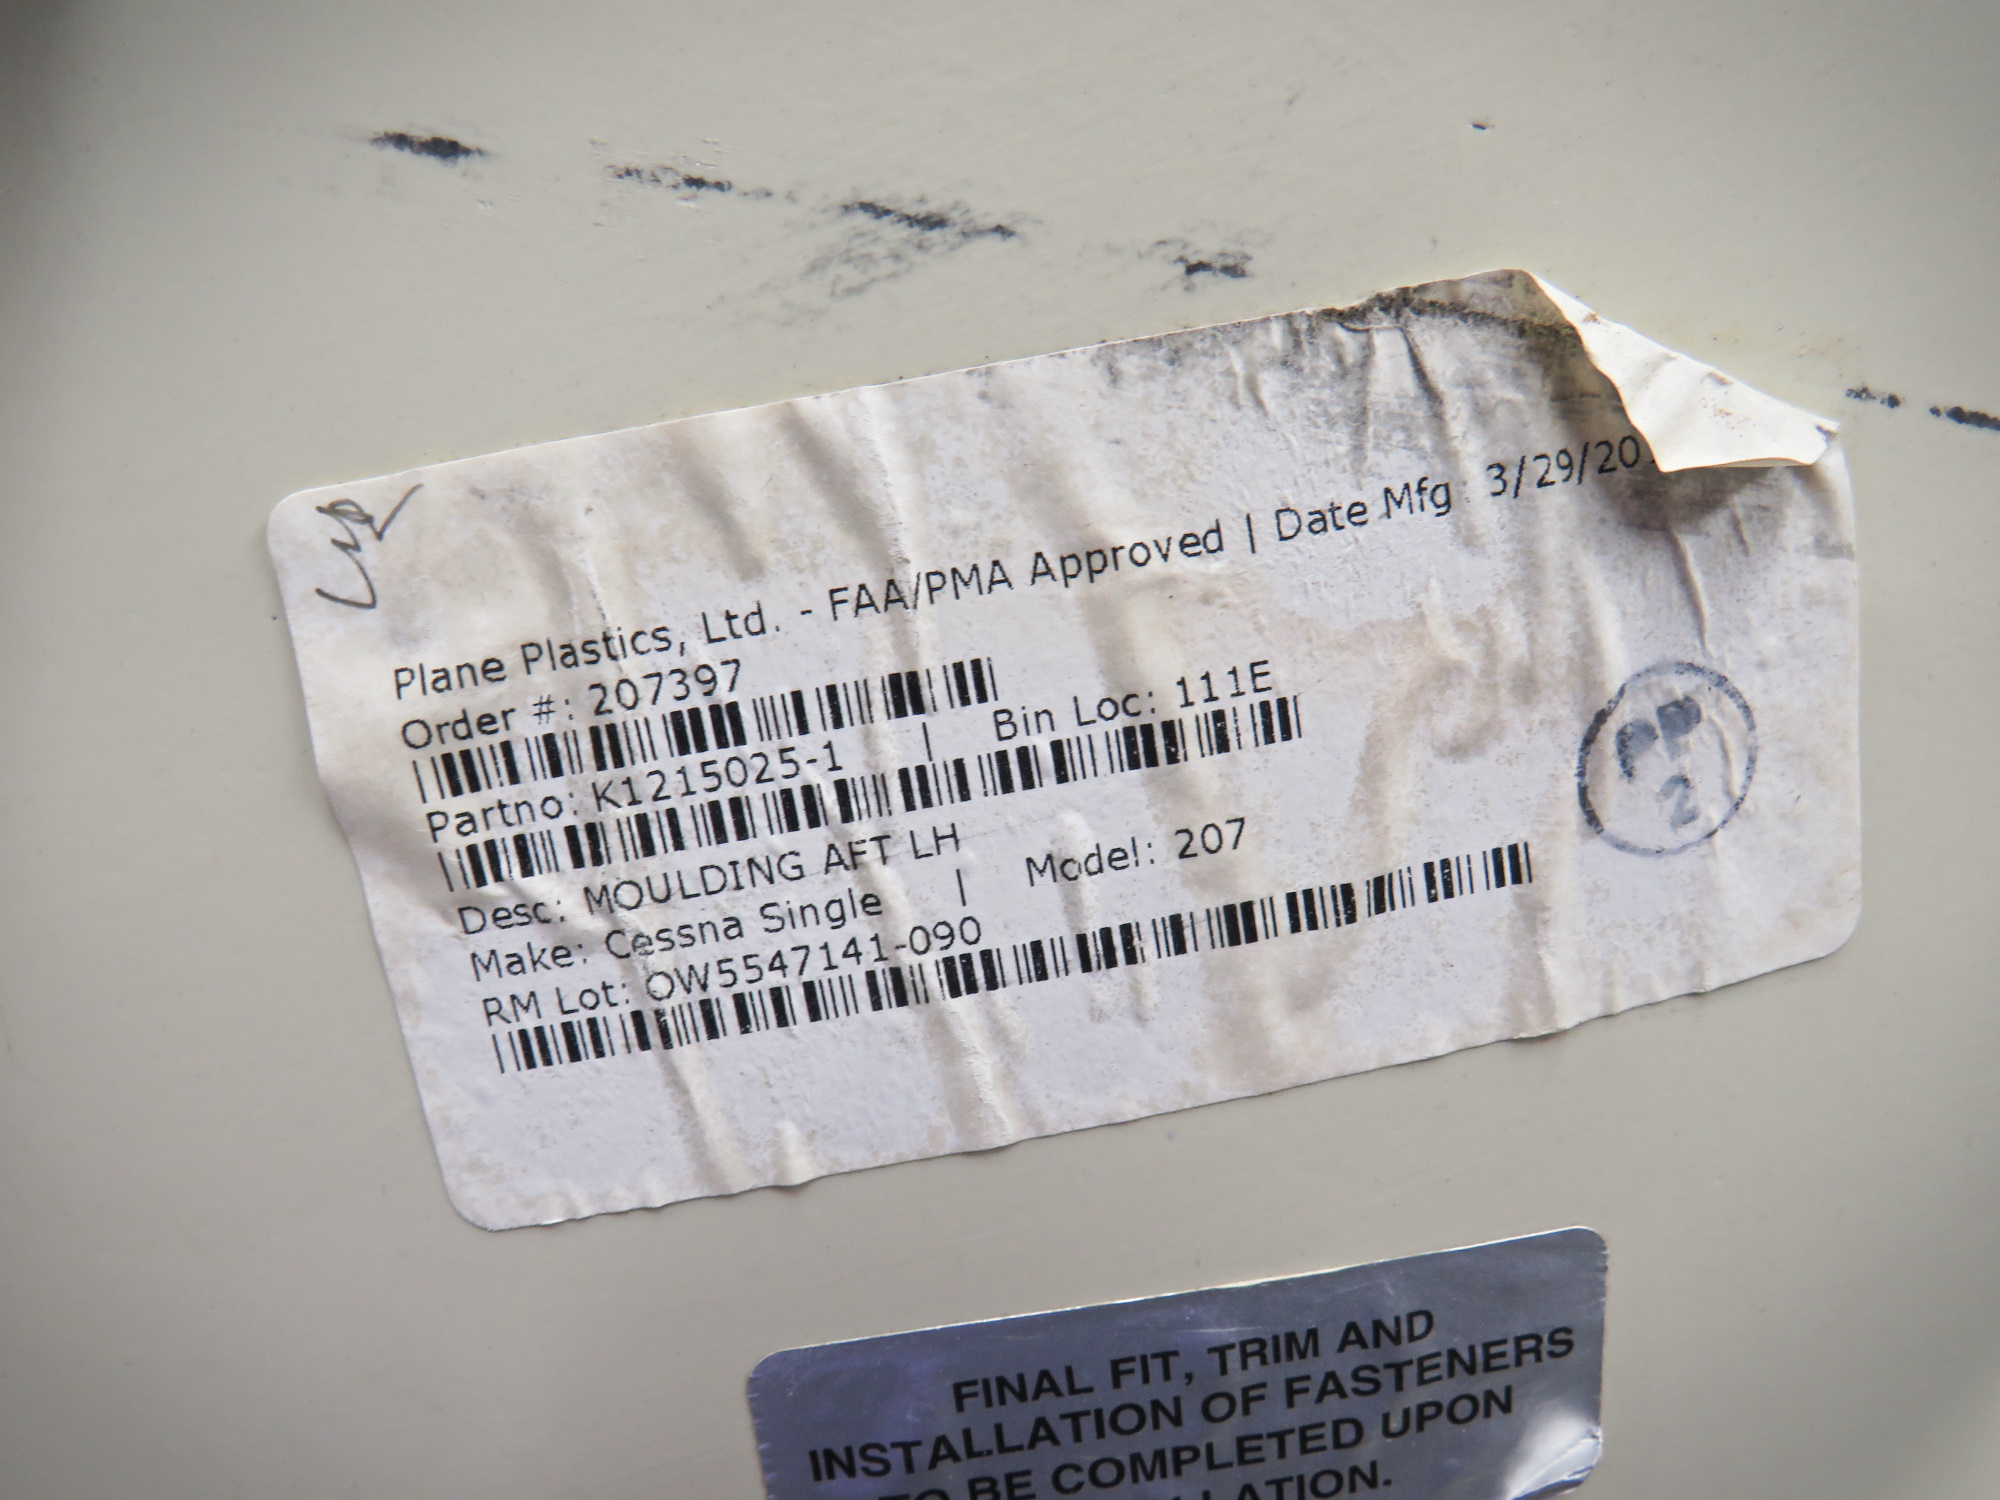 Plane Plastics, Ltd. - FAA/PMA Approved | Date Mfg: 3/29/20
Order #: 207397
Partno: K1215025-1 | Bin Loc: 111E
Desc: MOULDING AFT LH
Make: Cessna Single | Model: 207
RM Lot: OW5547141-090
PP
2
FINAL FIT, TRIM AND
INSTALLATION OF FASTENERS
TO BE COMPLETED UPON